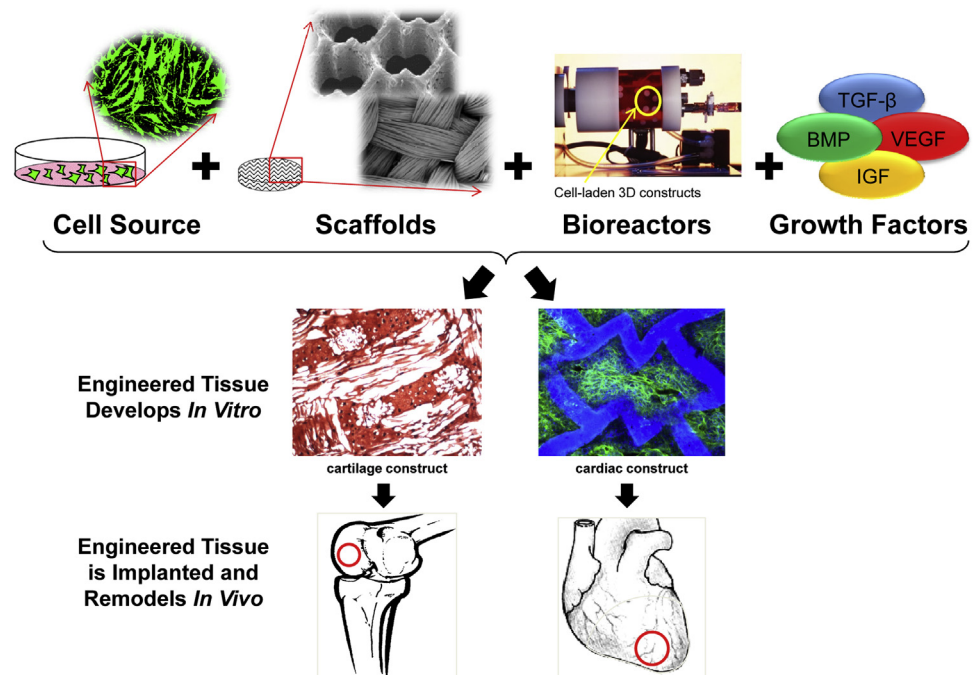 TGF-β
BMP
VEGF
IGF
+
+
+
Cell-laden 3D constructs
Cell Source
Scaffolds
Bioreactors
Growth Factors
Engineered Tissue
Develops In Vitro
cartilage construct
cardiac construct
Engineered Tissue
is Implanted and
Remodels In Vivo